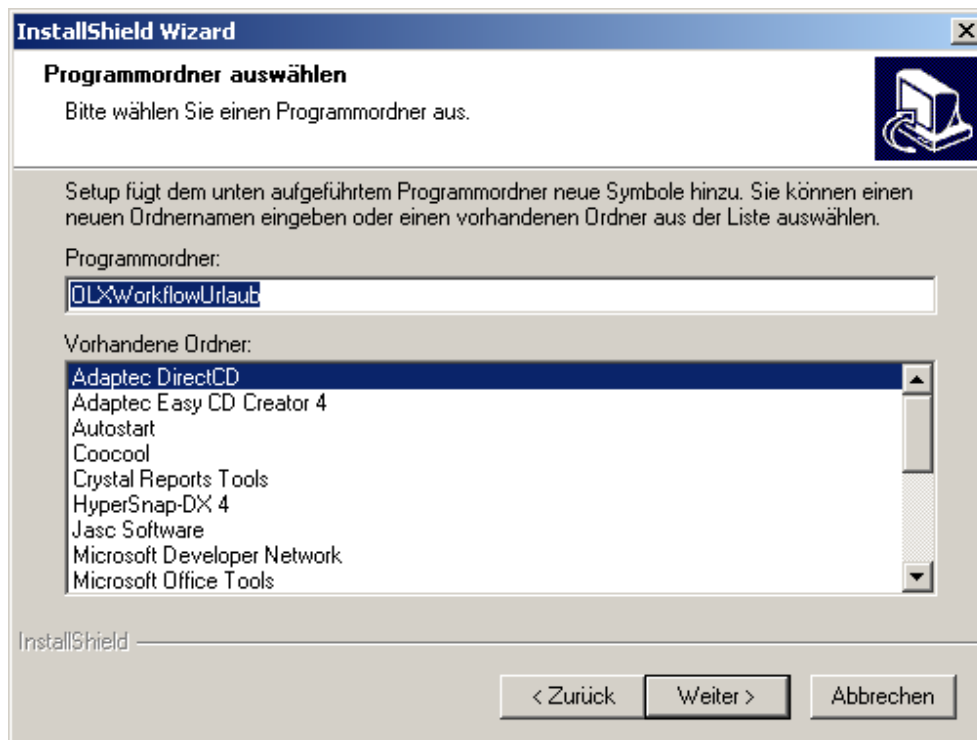 InstallShield Wizard
Programmordner auswählen
Bitte wählen Sie einen Programmordner aus.
Setup fügt dem unten aufgeführtem Programmordner neue Symbole hinzu. Sie können einen
neuen Ordnernamen eingeben oder einen vorhandenen Ordner aus der Liste auswählen.
Programmordner:
OLXWorkflowUrlaub
Vorhandene Ordner:
Adaptec DirectCD
Adaptec Easy CD Creator 4
Autostart
Coocool
Crystal Reports Tools
HyperSnap-DX 4
Jasc Software
Microsoft Developer Network
Microsoft Office Tools
InstallShield
< Zurück
Weiter >
Abbrechen